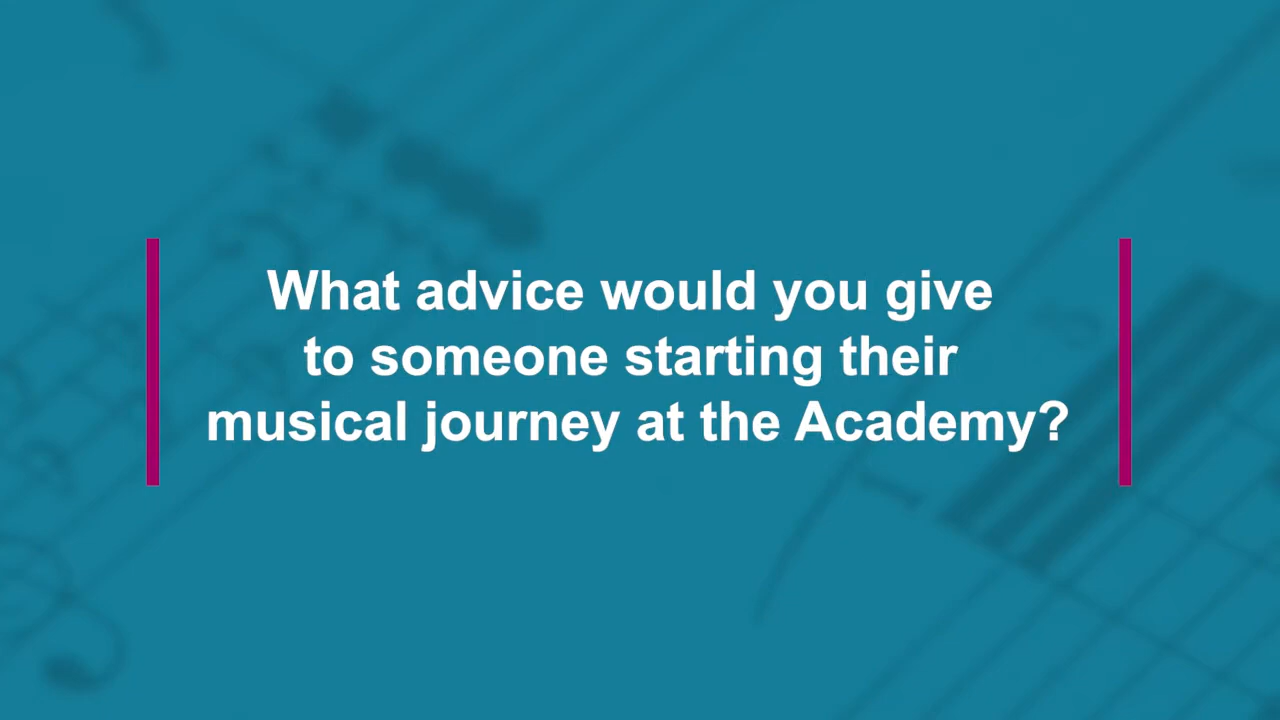 What advice would you give
to someone starting their
musical journey at the Academy?